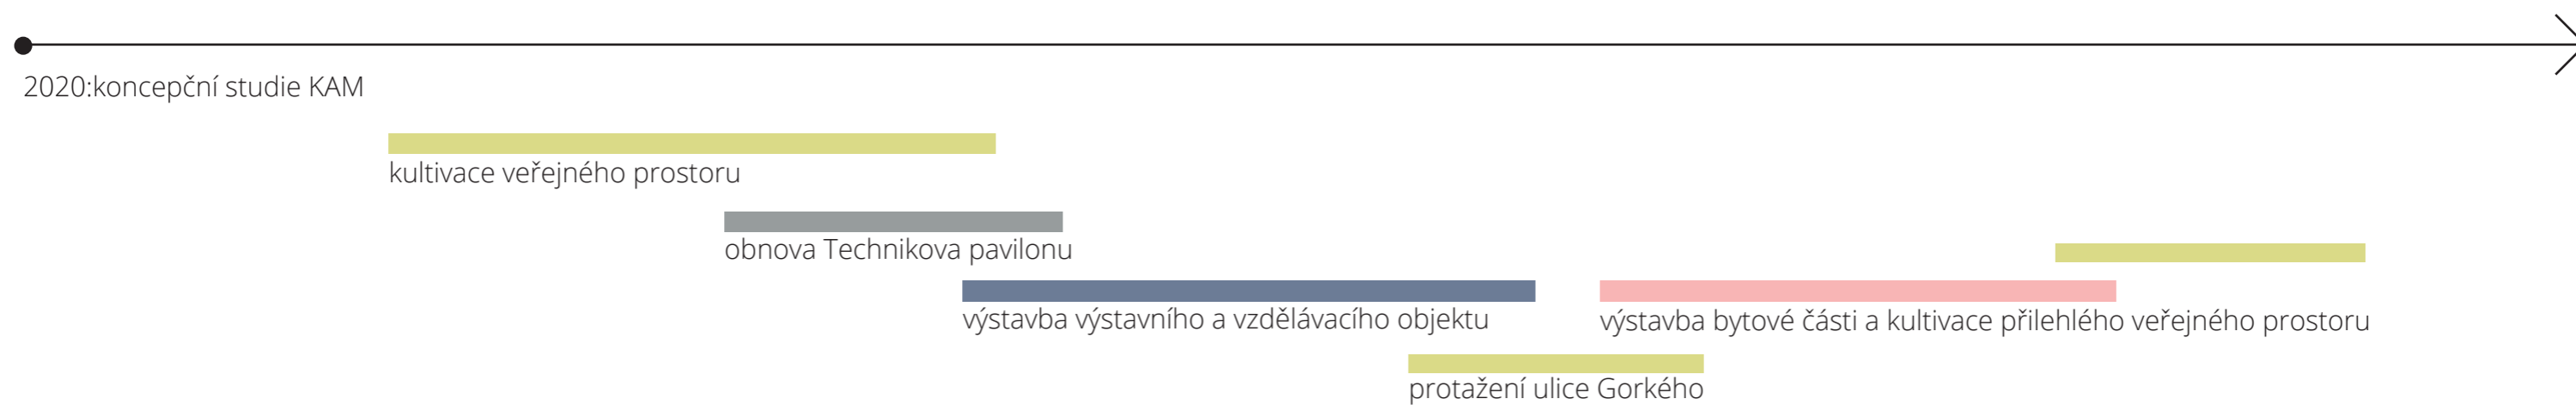 2020:koncepční studie KAM
kultivace veřejného prostoru
obnova Technikova pavilonu
výstavba výstavního a vzdělávacího objektu
výstavba bytové části a kultivace přilehlého veřejného prostoru
protažení ulice Gorkého